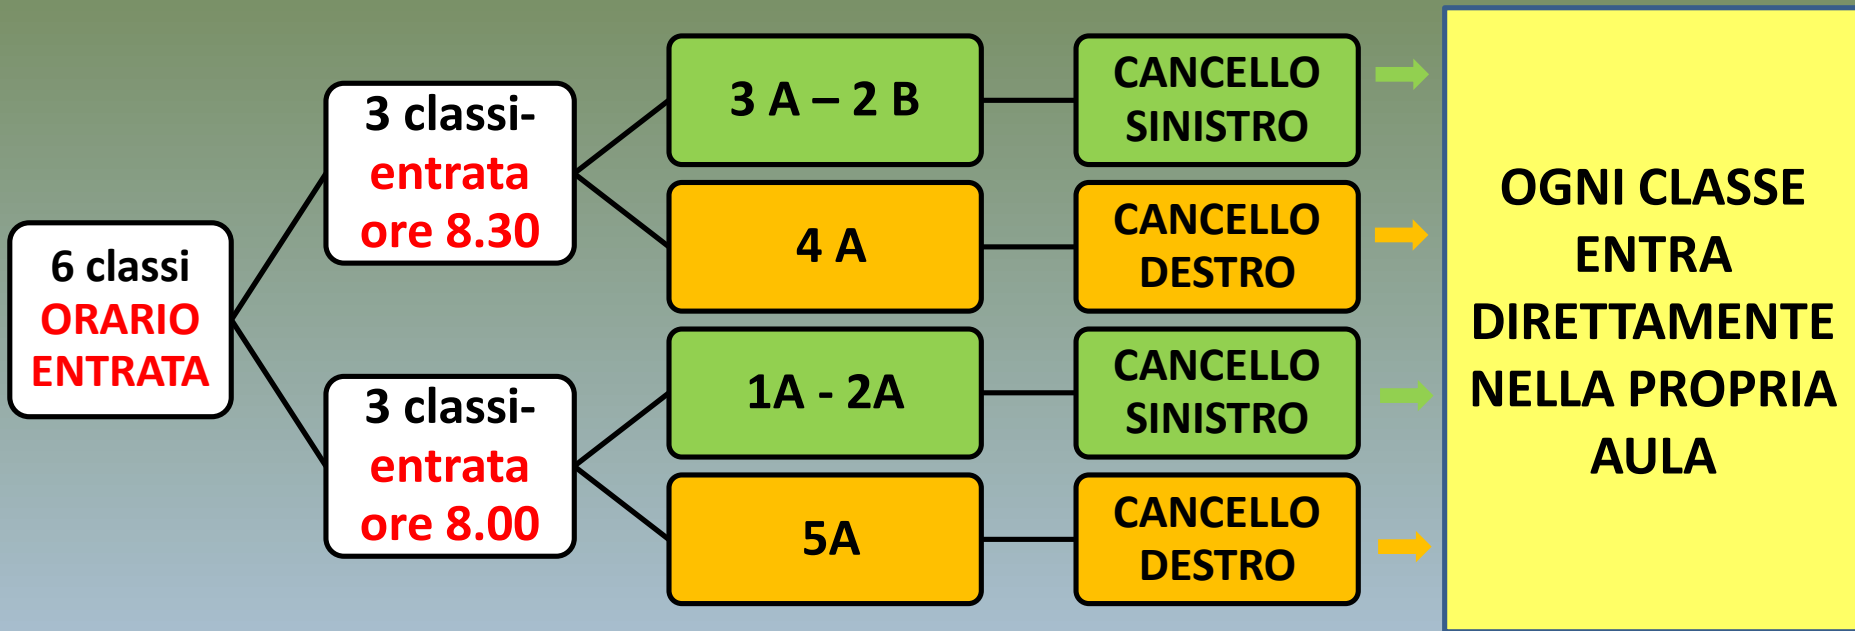 6 classi
ORARIO
ENTRATA
3 classi-
entrata
ore 8.30
3 A – 2 B
CANCELLO
SINISTRO
4 A
CANCELLO
DESTRO
3 classi-
entrata
ore 8.00
1A - 2A
CANCELLO
SINISTRO
5A
CANCELLO
DESTRO
OGNI CLASSE
ENTRA
DIRETTAMENTE
NELLA PROPRIA
AULA